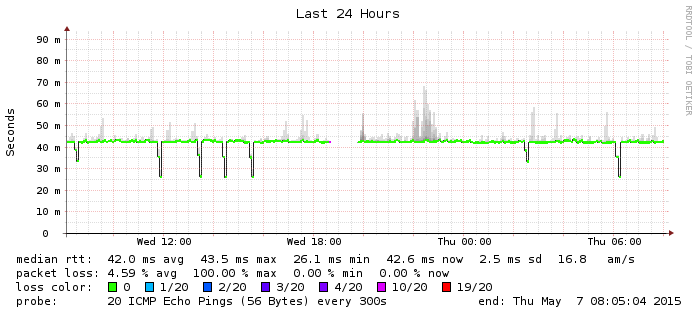 Last 24 Hours
RRDTOOL / TOBI OETIKER
Seconds
90 m
80 m
70 m
60 m
50 m
40 m
30 m
20 m
10 m
0
Wed 12:00 Wed 18:00 Thu 00:00 Thu 06:00
median rtt: 42.0 ms avg 43.5 ms max 26.1 ms min 42.6 ms now 2.5 ms sd 16.8 am/s
packet loss: 4.59 % avg 100.00 % max 0.00 % min 0.00 % now
loss color: 0 1/20 2/20 3/20 4/20 10/20 19/20
probe: 20 ICMP Echo Pings (56 Bytes) every 300s end: Thu May 7 08:05:04 2015